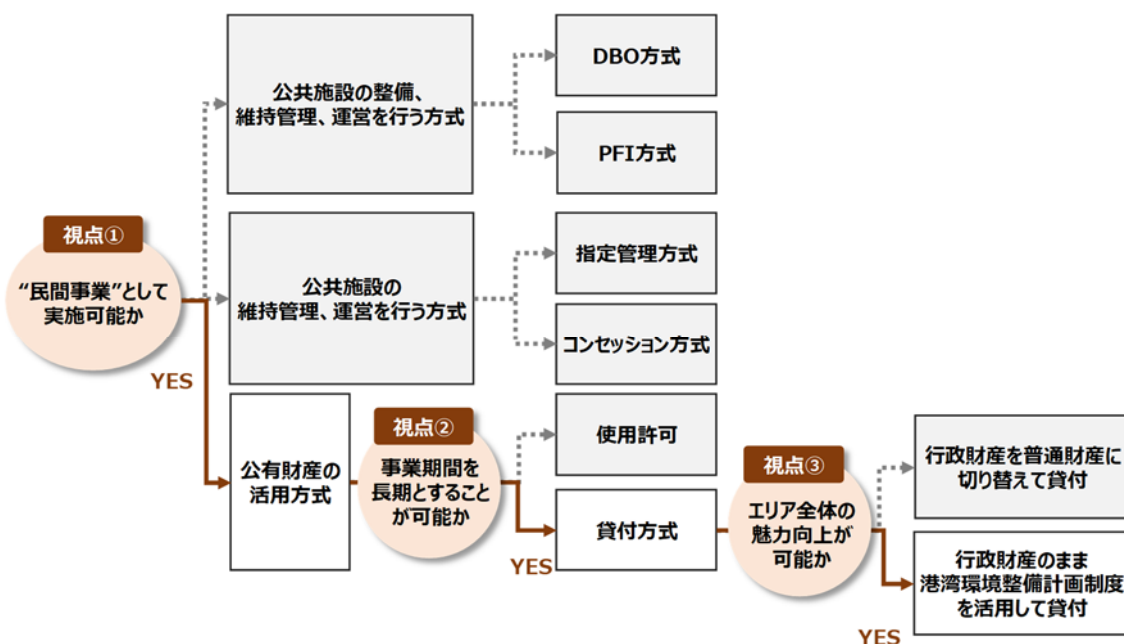 公共施設の整備、
維持管理、運営を行う方式
DBO方式
PFI方式
視点①
“民間事業”として
実施可能か
YES
公共施設の
維持管理、運営を行う方式
指定管理方式
コンセッション方式
公有財産の
活用方式
視点②
事業期間を
長期とすること
が可能か
YES
使用許可
貸付方式
視点③
エリア全体の
魅力向上が
可能か
YES
行政財産を普通財産に
切り替えて貸付
行政財産のまま
港湾環境整備計画制度
を活用して貸付